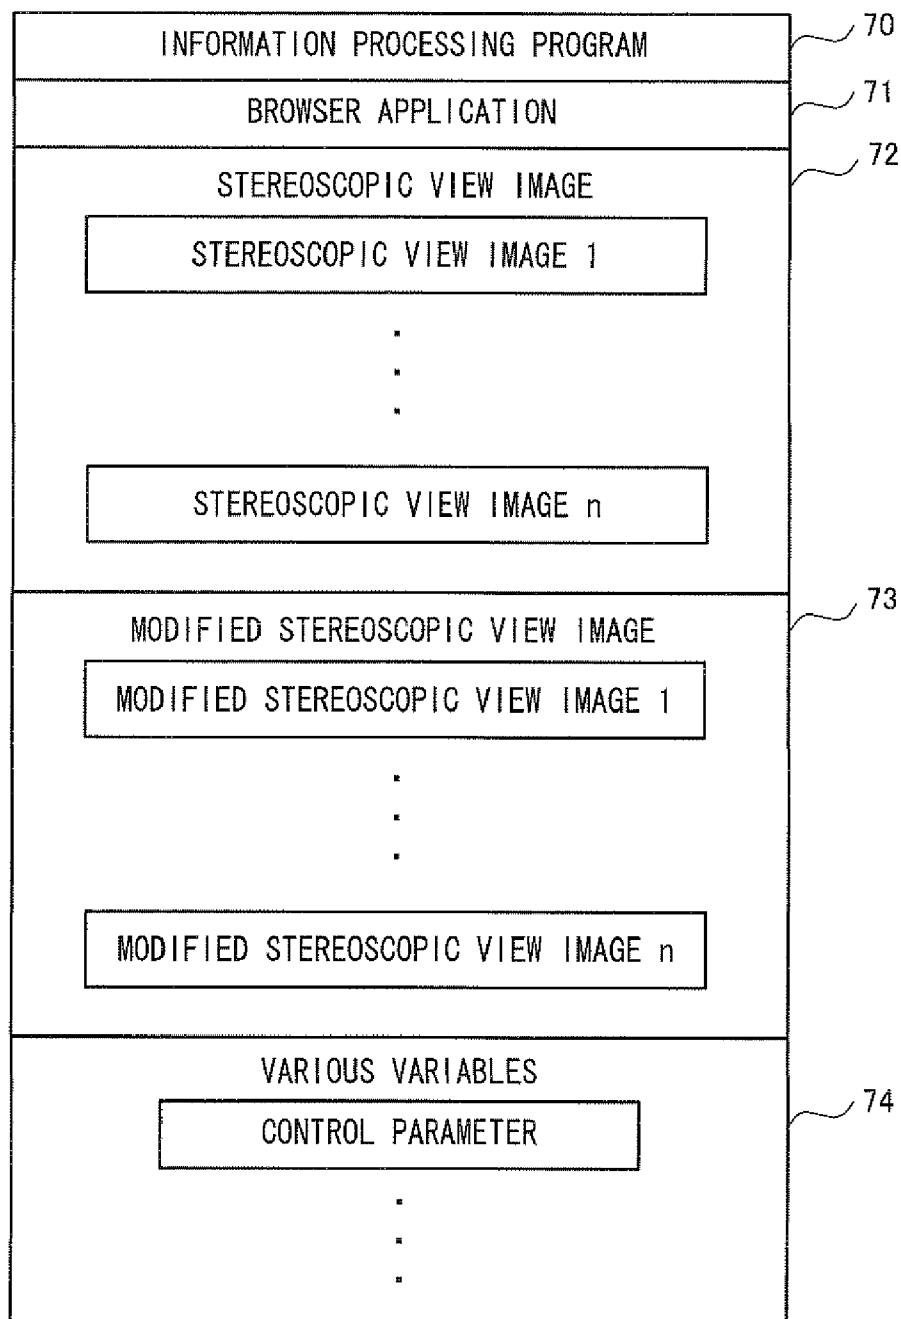 INFORMATION PROCESSING PROGRAM 70
BROWSER APPLICATION 71
72
STEREOSCOPIC VIEW IMAGE
STEREOSCOPIC VIEW IMAGE 1
STEREOSCOPIC VIEW IMAGE n
73
MODIFIED STEREOSCOPIC VIEW IMAGE
MODIFIED STEREOSCOPIC VIEW IMAGE 1
MODIFIED STEREOSCOPIC VIEW IMAGE n
VARIOUS VARIABLES
74
CONTROL PARAMETER